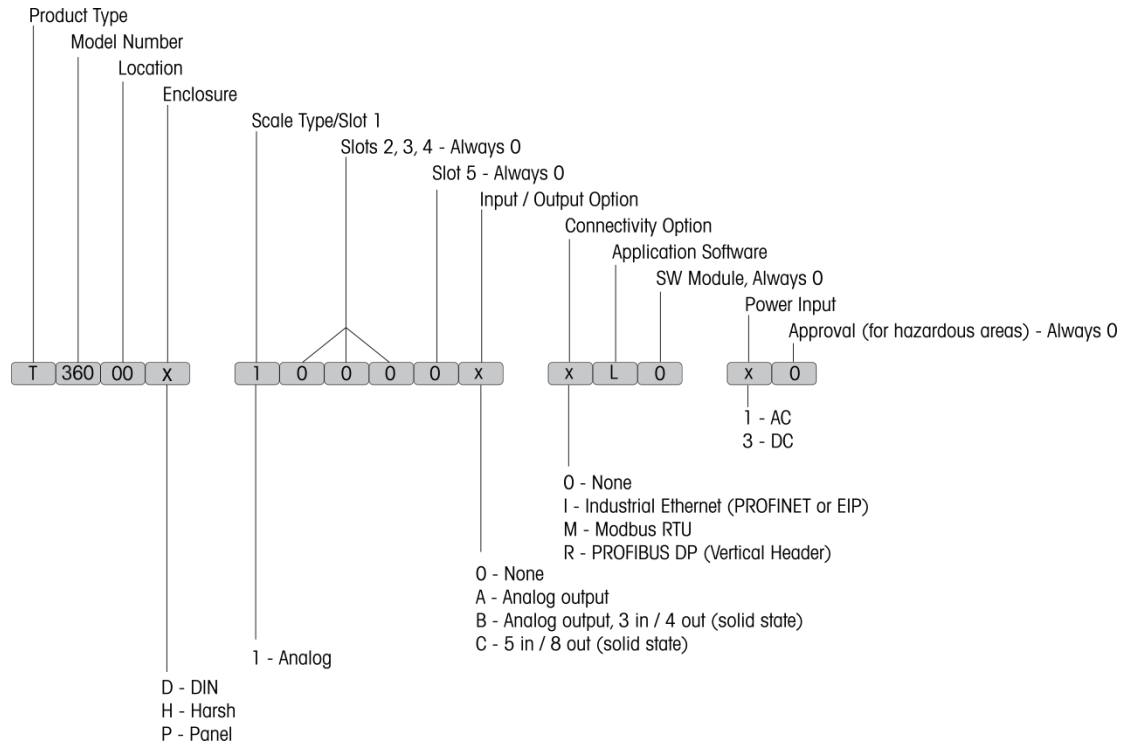 Product Type
Model Number
Location
Enclosure
Scale Type/Slot 1
Slots 2, 3, 4 - Always 0
Slot 5 - Always 0
Input / Output Option
Connectivity Option
Application Software
SW Module, Always 0
Power Input
Approval (for hazardous areas) - Always 0
T 360 00 X 1 0 0 0 0 x x L 0 x 0
1 - AC
3 - DC
0 - None
I - Industrial Ethernet (PROFINET or EIP)
M - Modbus RTU
R - PROFIBUS DP (Vertical Header)
0 - None
A - Analog output
B - Analog output, 3 in / 4 out (solid state)
C - 5 in / 8 out (solid state)
1 - Analog
D - DIN
H - Harsh
P - Panel